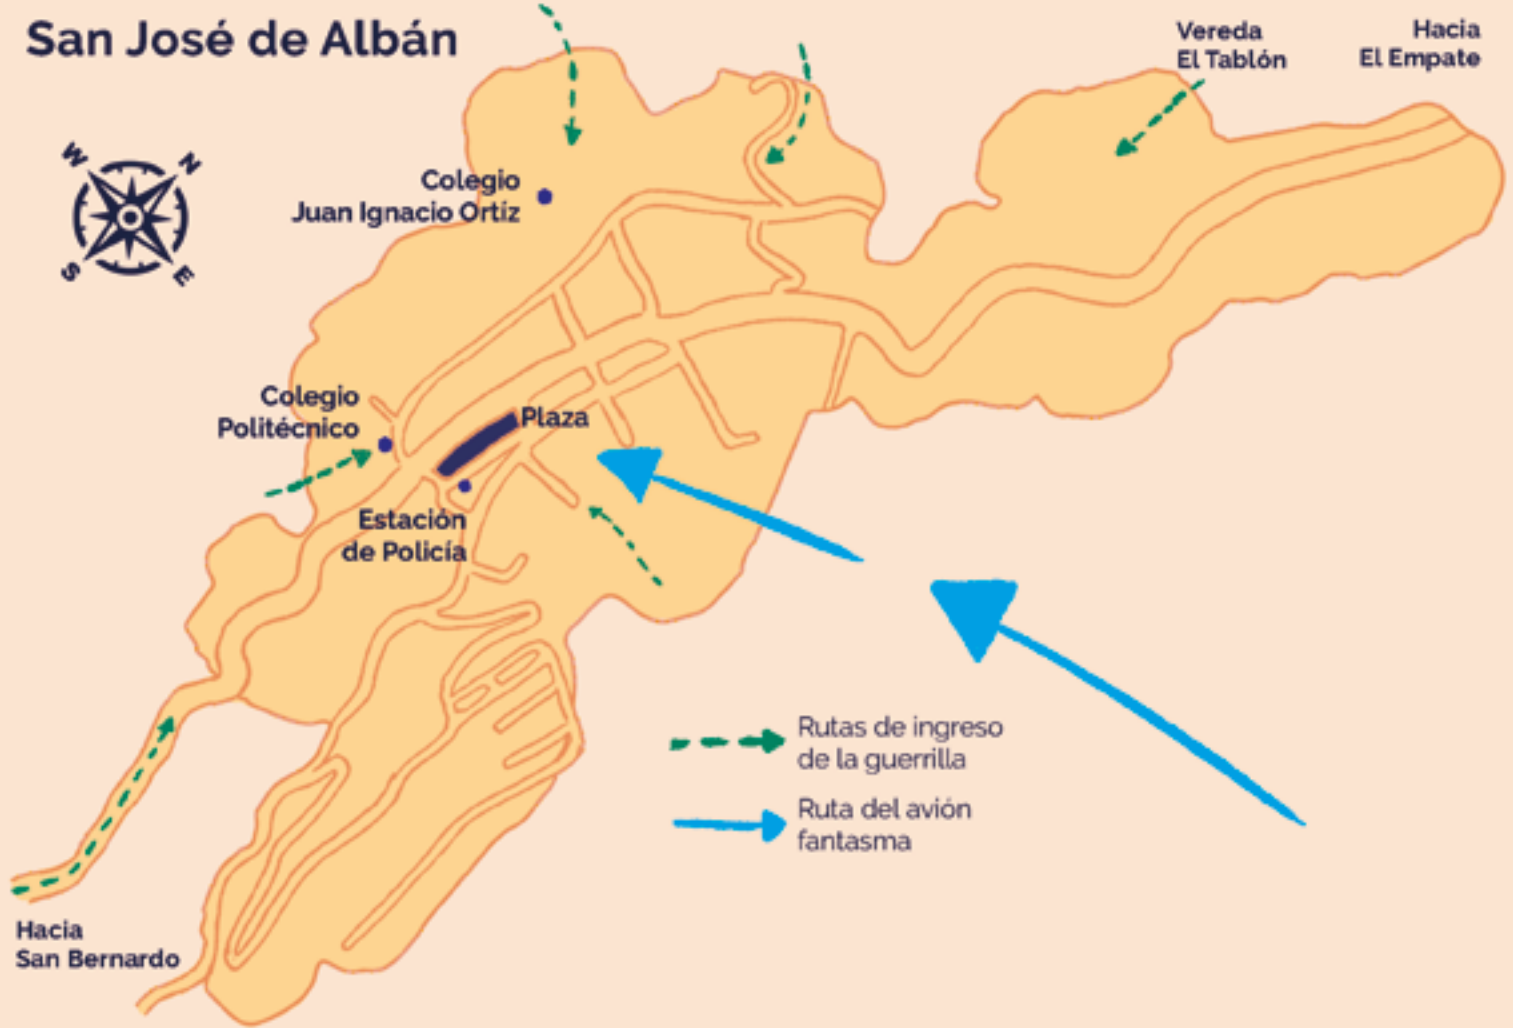 San José de Albán
Vereda
El Tablón
Hacia
El Empate
W
N
S
E
Colegio
Juan Ignacio Ortíz
Colegio
Politécnico
Plaza
Estación
de Policía
Rutas de ingreso
de la guerrilla
Ruta del avión
fantasma
Hacia
San Bernardo